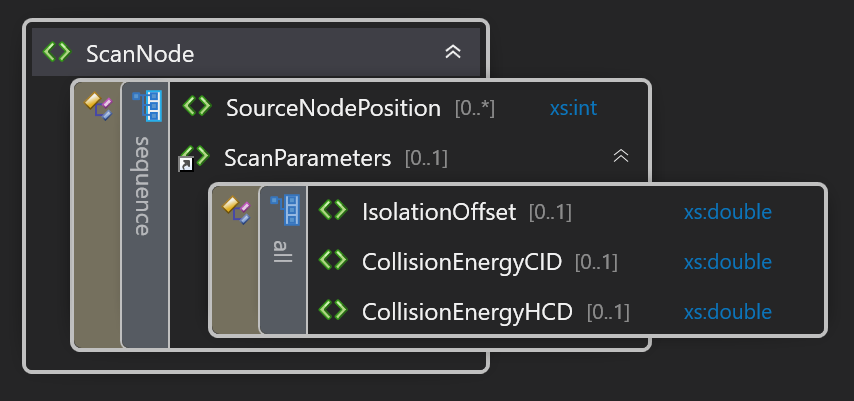 ScanNode
SourceNodePosition [0..*] xs:int
sequence
ScanParameters [0..1]
IsolationOffset [0..1] xs:double
all
CollisionEnergyCID [0..1] xs:double
CollisionEnergyHCD [0..1] xs:double